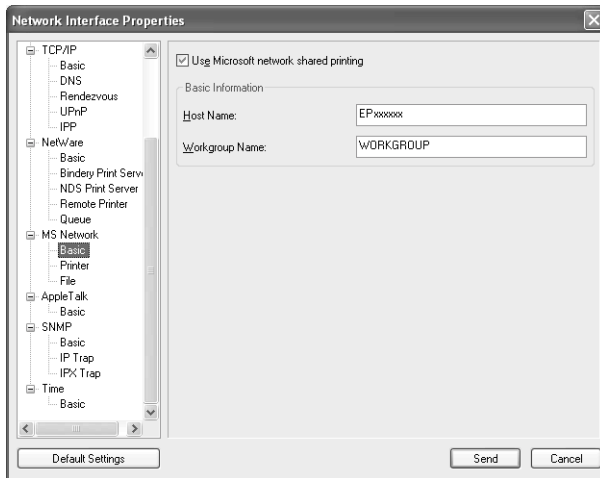 Network Interface Properties
TCP/IP
Basic
DNS
Rendezvous
UPnP
IPP
NetWare
Basic
Bindery Print Serv
NDS Print Server
Remote Printer
Queue
MS Network
Basic
Printer
File
AppleTalk
Basic
SNMP
Basic
IP Trap
IPX Trap
Time
Basic
Use Microsoft network shared printing
Basic Information
Host Name: EPxxxxxx
Workgroup Name: WORKGROUP
Default Settings
Send
Cancel